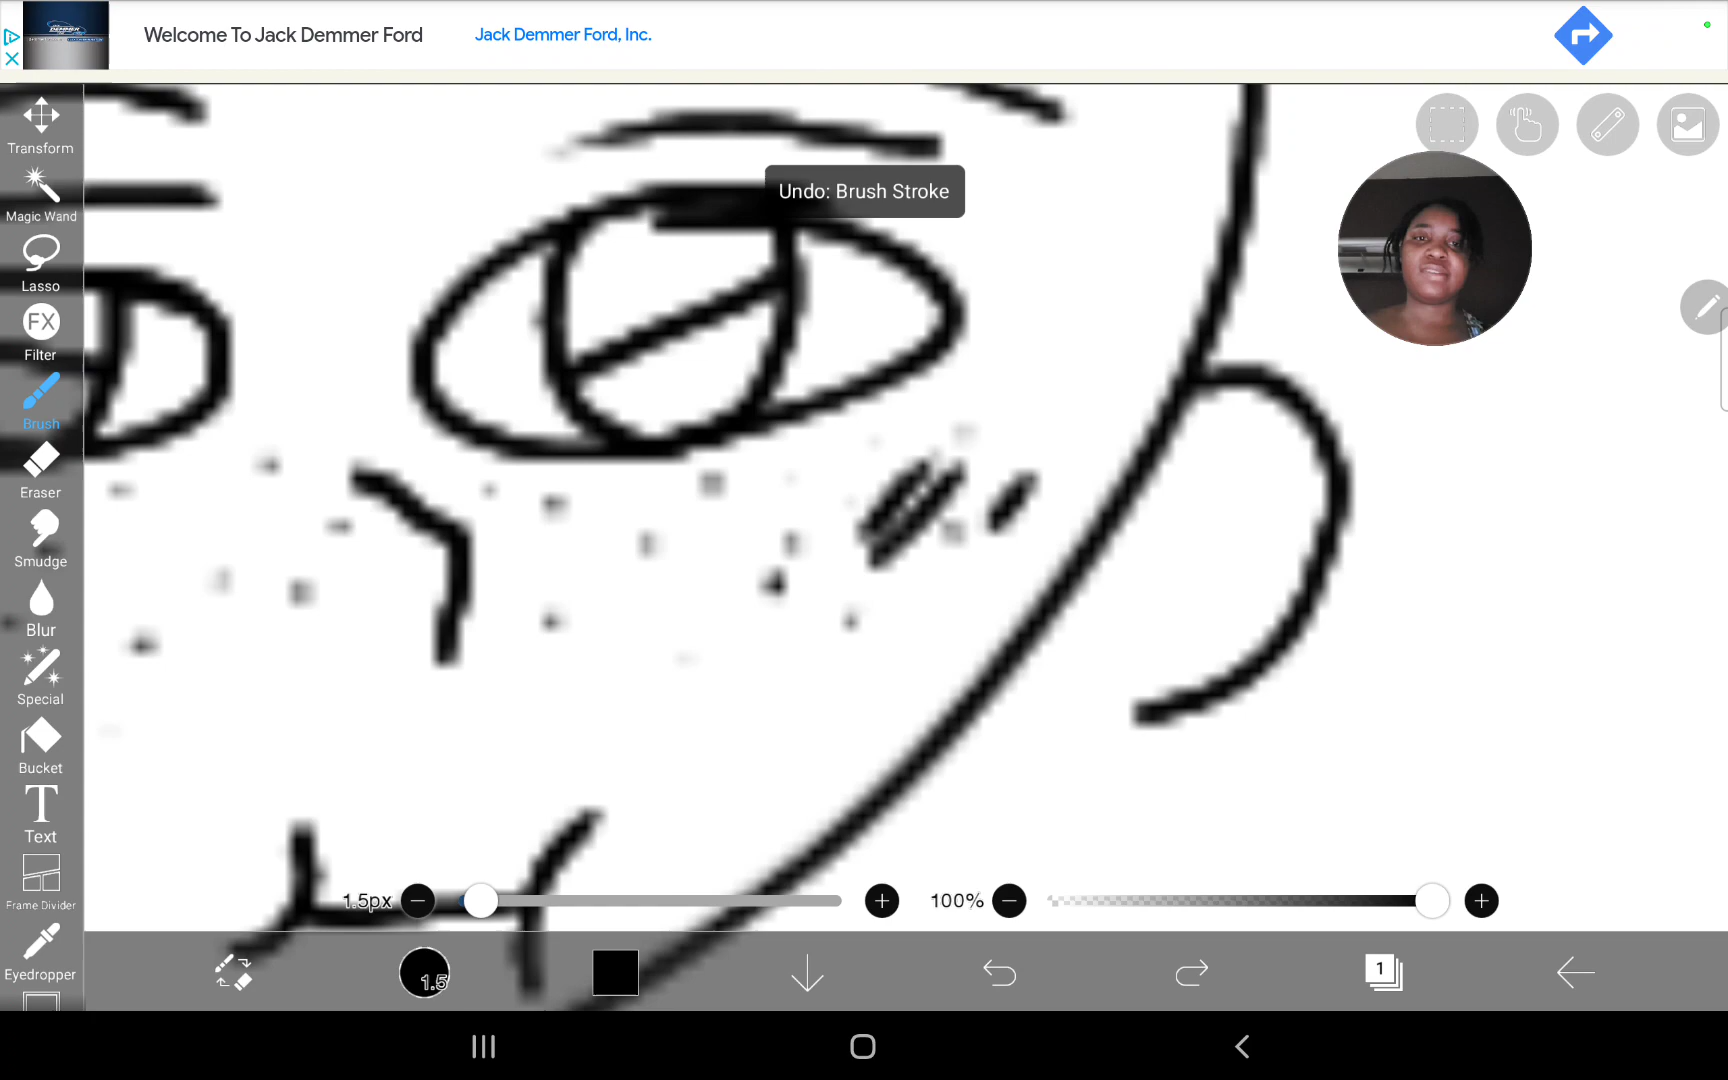 Welcome To Jack Demmer Ford
Jack Demmer Ford, Inc.
Transform
Magic Wand
Lasso
FX
Filter
Brush
Eraser
Smudge
Blur
Special
Bucket
T
Text
Frame Divider
Eyedropper
Undo: Brush Stroke
1.5px
100%
1.5
1